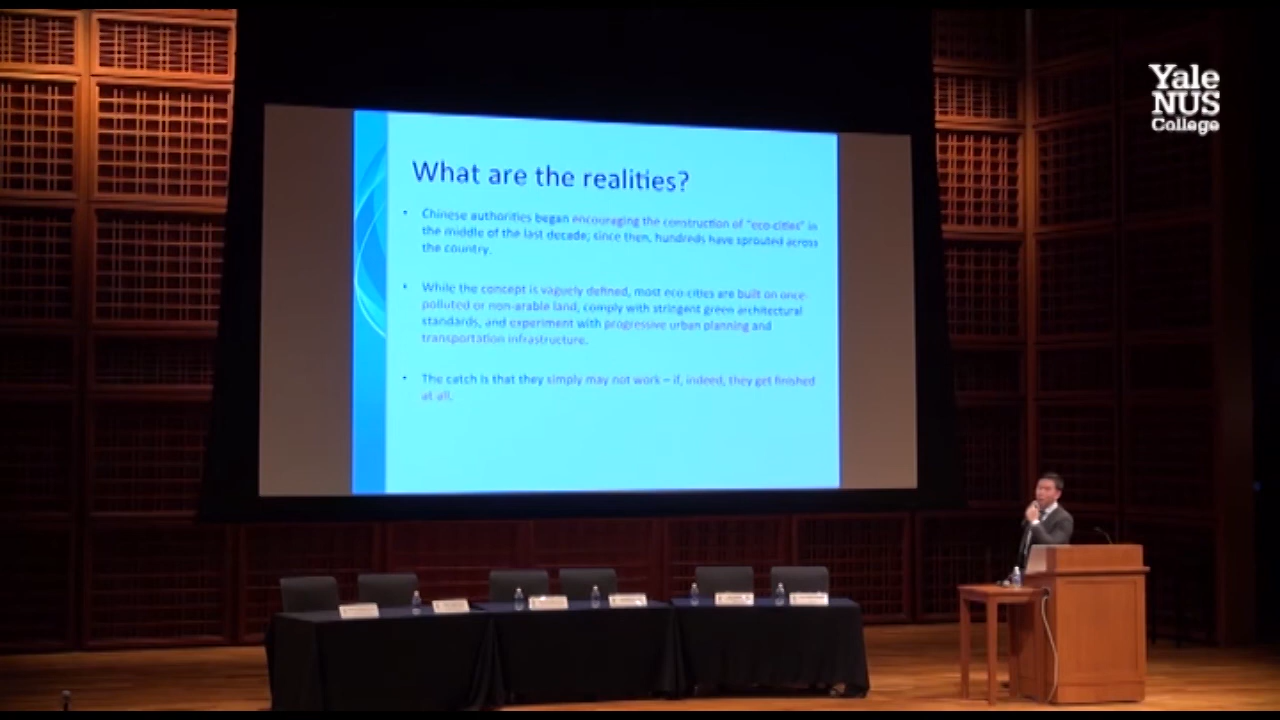 Yale
NUS
College
What are the realities?
• Chinese authorities began encouraging the construction of "eco-cities" in
the middle of the last decade; since then, hundreds have sprouted across
the country.
• While the concept is vaguely defined, most eco-cities are built on once-
polluted or non-arable land, comply with stringent green architectural
standards, and experiment with progressive urban planning and
transportation infrastructure.
• The catch is that they simply may not work – if, indeed, they get finished
at all.